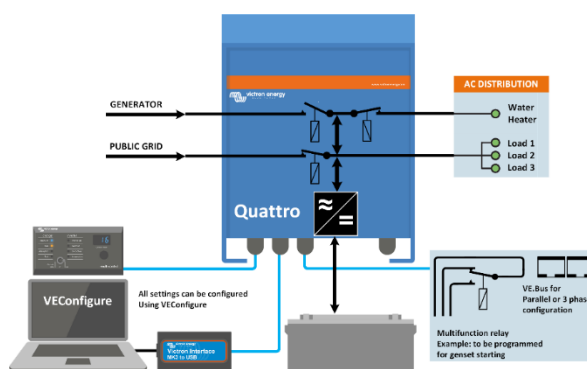 victron energy
AC DISTRIBUTION
GENERATOR
Water
Heater
PUBLIC GRID
Load 1
Load 2
Load 3
Quattro
VEConfigure
All settings can be configured
Using VEConfigure
Victron Interface
MK3 to USB
VE.Bus for
Parallel or 3 phase
configuration
Multifunction relay
Example: to be programmed
for genset starting